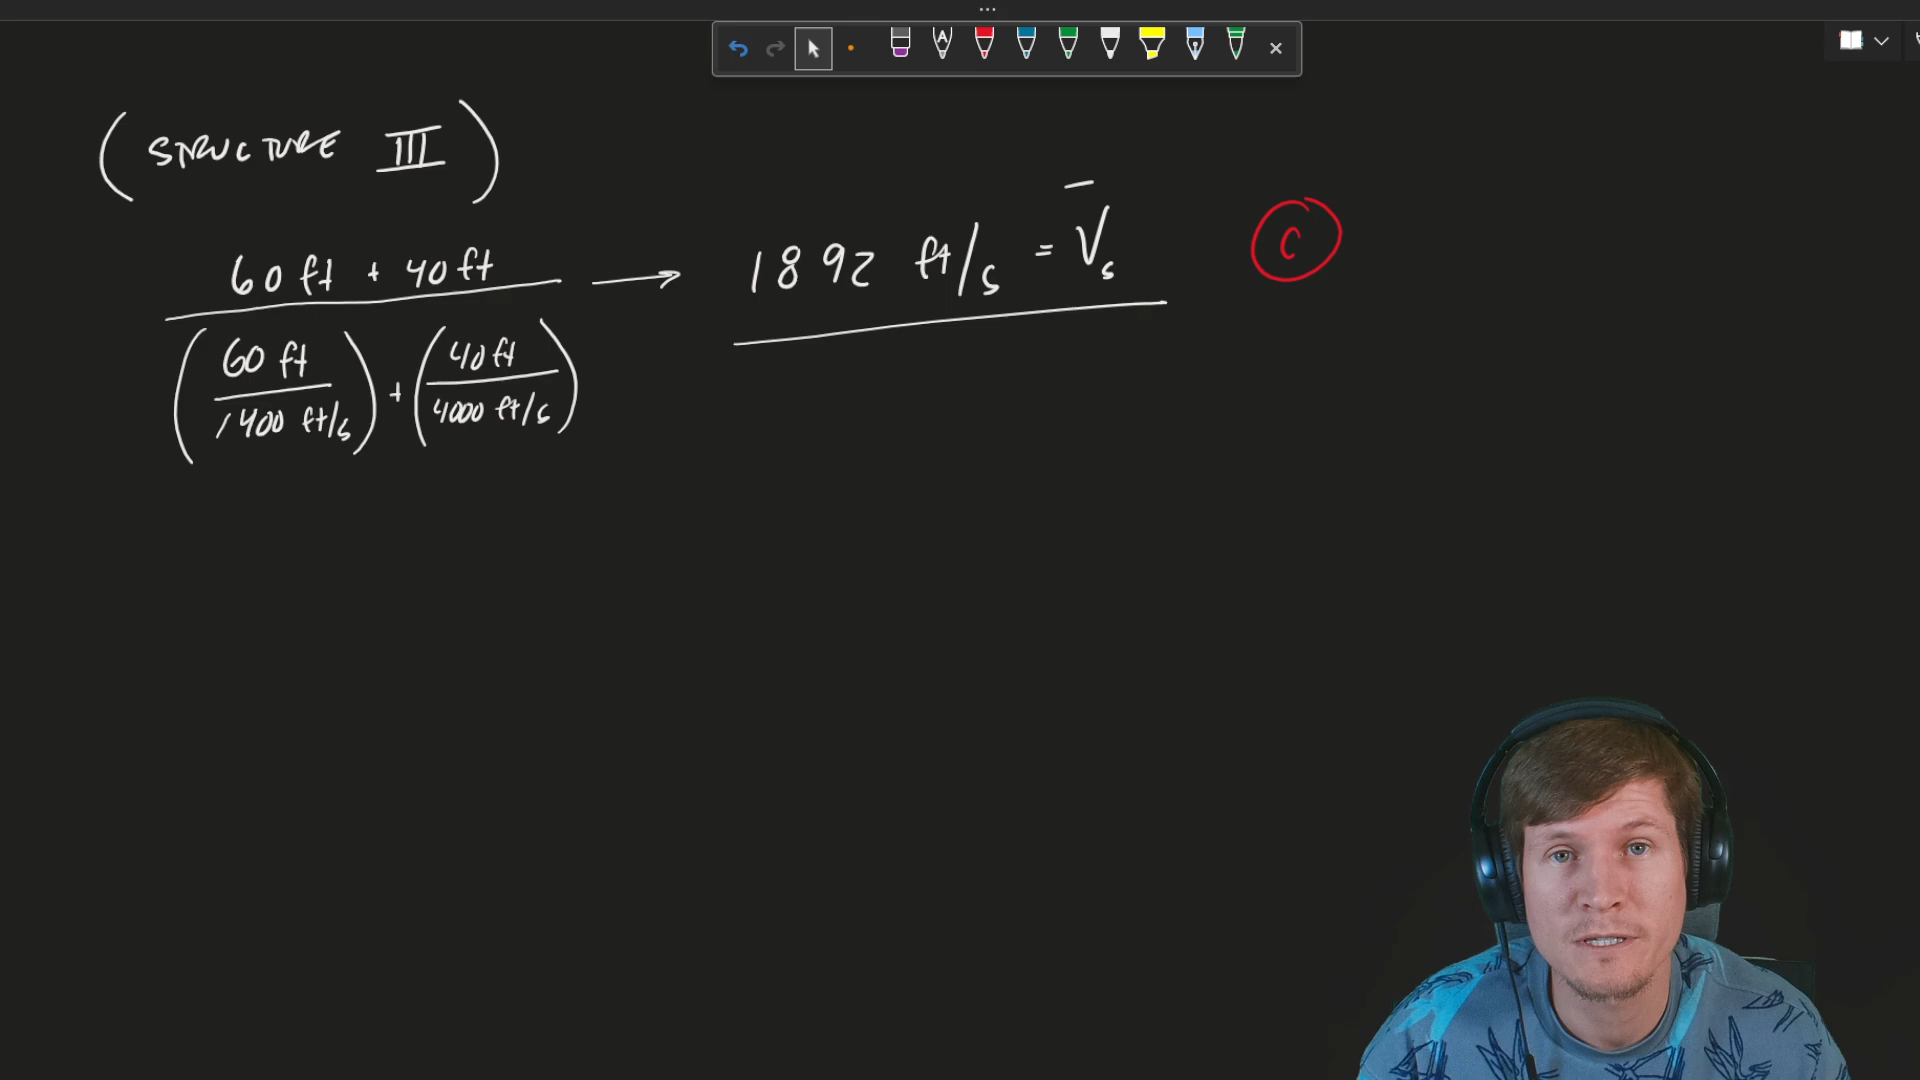 (STRUCTURE III)
60 ft + 40 ft
(60 ft / 1400 ft/s) + (40 ft / 4000 ft/s)
→ 1892 ft/s = V̅s
C
A